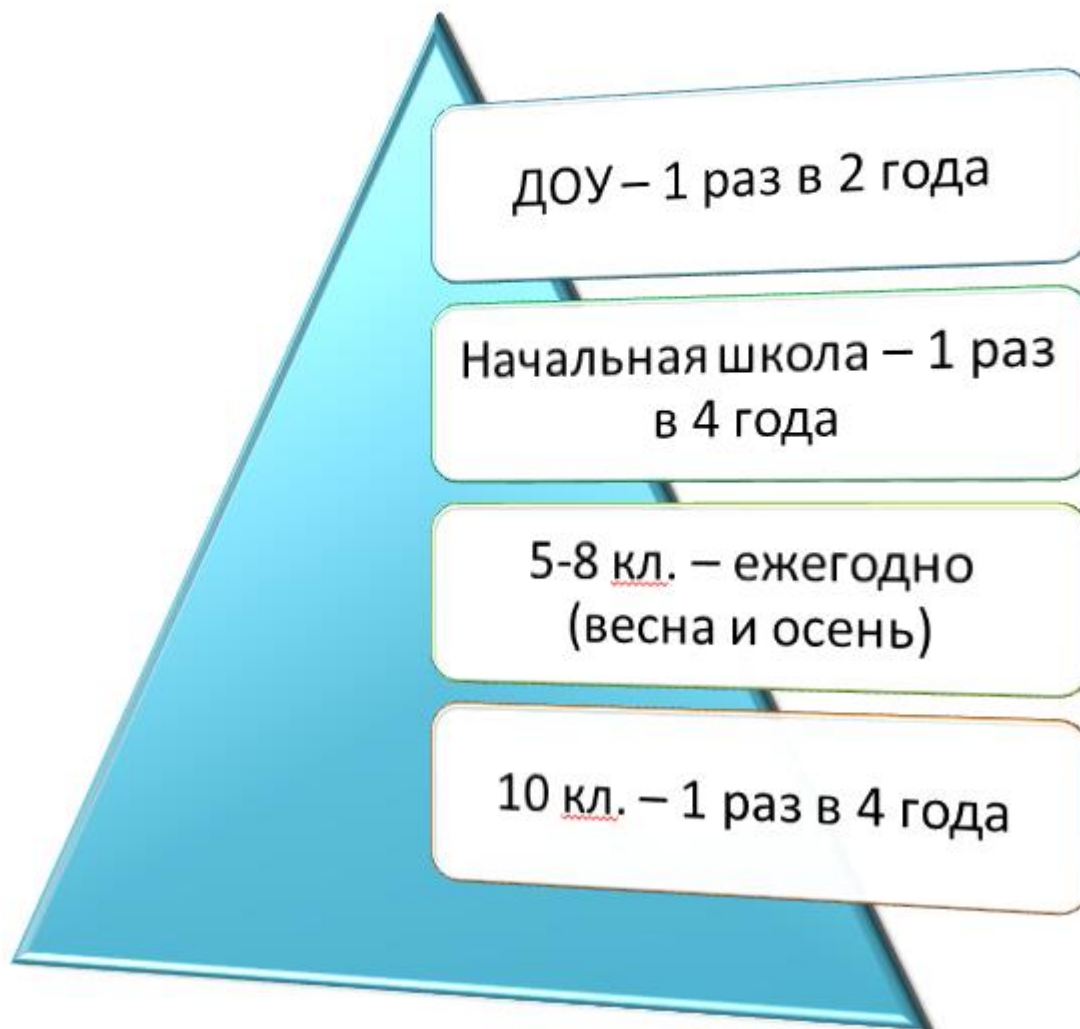 ДОУ – 1 раз в 2 года
Начальная школа – 1 раз
в 4 года
5-8 кл. – ежегодно
(весна и осень)
10 кл. – 1 раз в 4 года